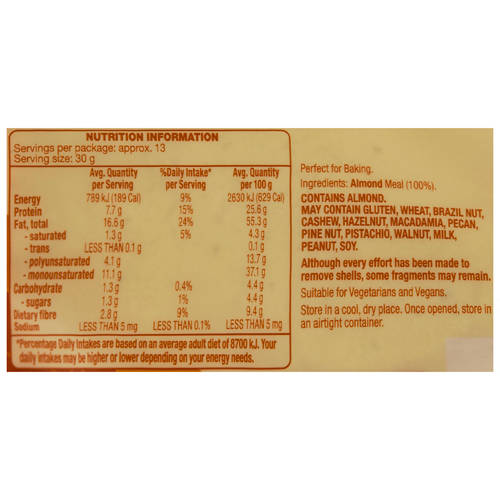 NUTRITION INFORMATION
Servings per package: approx. 13
Serving size: 30 g
Avg. Quantity per Serving %Daily Intake* per Serving Avg. Quantity per 100 g
Energy 789 kJ (189 Cal) 9% 2630 kJ (629 Cal)
Protein 7.7 g 15% 25.6 g
Fat, total 16.6 g 24% 55.3 g
- saturated 1.3 g 5% 4.3 g
- trans LESS THAN 0.1 g 0.1 g
- polyunsaturated 4.1 g 13.7 g
- monounsaturated 11.1 g 37.1 g
Carbohydrate 1.3 g 0.4% 4.4 g
- sugars 1.3 g 1% 4.4 g
Dietary fibre 2.8 g 9% 9.4 g
Sodium LESS THAN 5 mg LESS THAN 0.1% LESS THAN 5 mg
*Percentage Daily Intakes are based on an average adult diet of 8700 kJ. Your
daily intakes may be higher or lower depending on your energy needs.
Perfect for Baking.
Ingredients: Almond Meal (100%).
CONTAINS ALMOND.
MAY CONTAIN GLUTEN, WHEAT, BRAZIL NUT,
CASHEW, HAZELNUT, MACADAMIA, PECAN,
PINE NUT, PISTACHIO, WALNUT, MILK,
PEANUT, SOY.
Although every effort has been made to
remove shells, some fragments may remain.
Suitable for Vegetarians and Vegans.
Store in a cool, dry place. Once opened, store in
an airtight container.